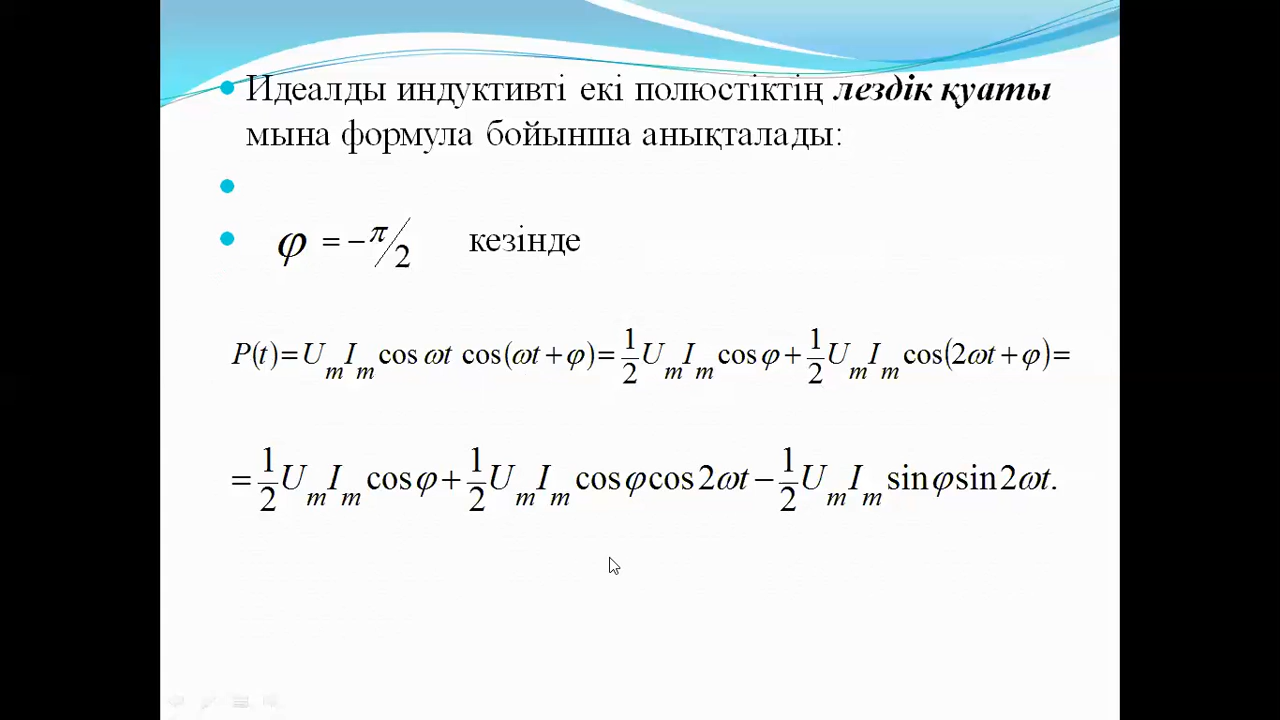 Идеалды индуктивті екі полюстіктің лездік қуаты
мына формула бойынша анықталады:
φ = −π/2 кезінде
P(t) = U_m I_m cos ωt cos(ωt + φ) = 1/2 U_m I_m cos φ + 1/2 U_m I_m cos(2ωt + φ) =
= 1/2 U_m I_m cos φ + 1/2 U_m I_m cos φ cos 2ωt − 1/2 U_m I_m sin φ sin 2ωt.